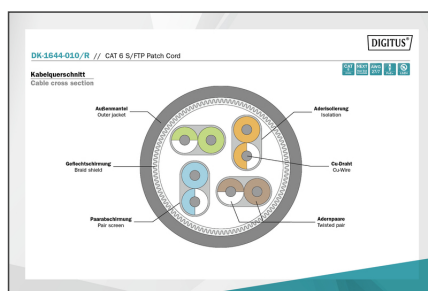 DIGITUS®
DK-1644-010/R // CAT 6 S/FTP Patch Cord
Kabelquerschnitt
Cable cross section
Außenmantel
Outer jacket
Aderisolierung
Isolation
Geflechtschirmung
Braid shield
Cu-Draht
Cu-Wire
Paarabschirmung
Pair screen
Adernpaare
Twisted pair